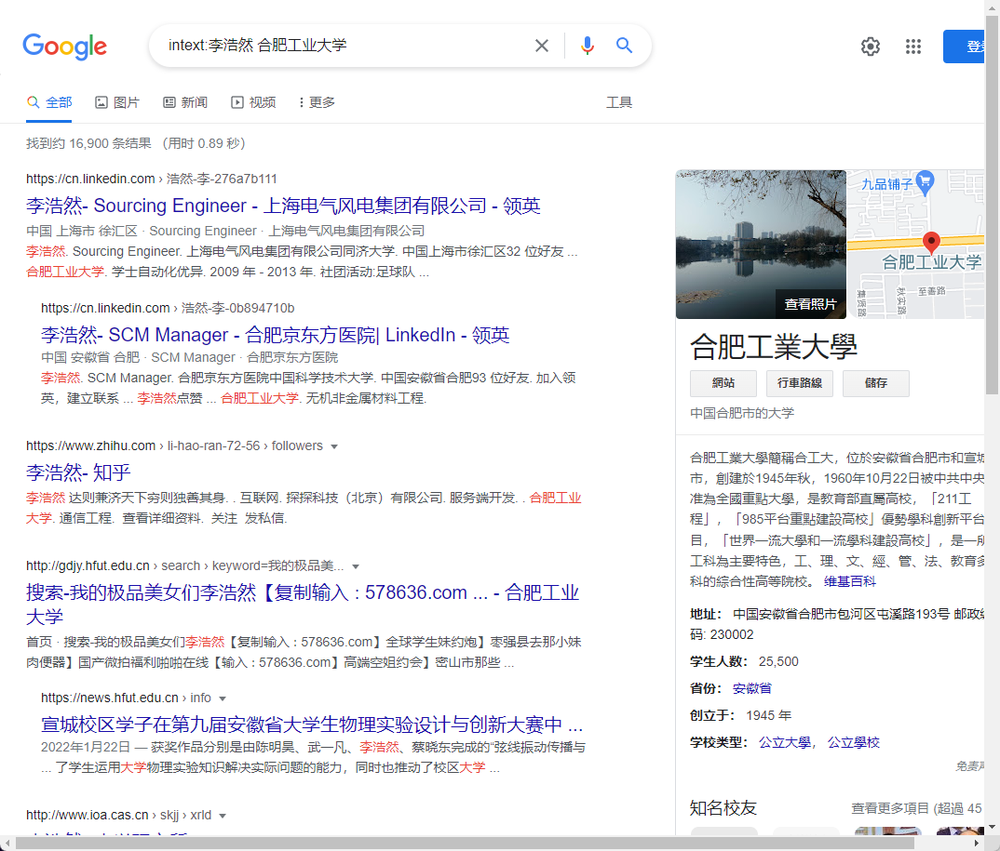 Google
intext:李浩然 合肥工业大学
全部 图片 新闻 视频 更多 工具
找到约 16,900 条结果 （用时 0.89 秒）
https://cn.linkedin.com › 浩然-李-276a7b111
李浩然- Sourcing Engineer - 上海电气风电集团有限公司 - 领英
中国 上海市 徐汇区 · Sourcing Engineer · 上海电气风电集团有限公司
李浩然. Sourcing Engineer. 上海电气风电集团有限公司同济大学. 中国上海市徐汇区32 位好友 ...
合肥工业大学. 学士自动化优异. 2009 年 - 2013 年. 社团活动:足球队 ...
https://cn.linkedin.com › 浩然-李-0b894710b
李浩然- SCM Manager - 合肥京东方医院| LinkedIn - 领英
中国 安徽省 合肥 · SCM Manager · 合肥京东方医院
李浩然. SCM Manager. 合肥京东方医院中国科学技术大学. 中国安徽省合肥93 位好友. 加入领
英，建立联系 ... 李浩然点赞 ... 合肥工业大学. 无机非金属材料工程.
https://www.zhihu.com › li-hao-ran-72-56 › followers
李浩然- 知乎
李浩然 达则兼济天下穷则独善其身. . 互联网. 探探科技（北京）有限公司. 服务端开发. . 合肥工业
大学. 通信工程. 查看详细资料. 关注 发私信.
http://gdjy.hfut.edu.cn › search › keyword=我的极品美...
搜索-我的极品美女们李浩然【复制输入：578636.com ... - 合肥工业
大学
首页 · 搜索-我的极品美女们李浩然【复制输入：578636.com】全球学生妹约炮】枣强县去那小妹
肉便器】国产微拍福利啪啪在线【输入：578636.com】高端空姐约会】密山市那些 ...
https://news.hfut.edu.cn › info
宣城校区学子在第九届安徽省大学生物理实验设计与创新大赛中 ...
2022年1月22日 — 获奖作品分别是由陈明昊、武一凡、李浩然、蔡晓东完成的“弦线振动传播与
... 了学生运用大学物理实验知识解决实际问题的能力，同时也推动了校区大学 ...
http://www.ioa.cas.cn › skjj › xrld
查看照片
九品铺子
合肥工业大学
集贤路
秋实路
至善路
合肥工業大學
網站 行車路線 儲存
中国合肥市的大学
合肥工業大學簡稱合工大，位於安徽省合肥市和宣城
市，創建於1945年秋，1960年10月22日被中共中央
准為全國重點大學，是教育部直屬高校，「211工
程」，「985平台重點建設高校」優勢學科創新平台
目，「世界一流大學和一流學科建設高校」，是一所
工科為主要特色，工、理、文、經、管、法、教育多
科的綜合性高等院校。 维基百科
地址： 中国安徽省合肥市包河区屯溪路193号 邮政编
码: 230002
学生人数： 25,500
省份： 安徽省
创立于： 1945 年
学校类型： 公立大學， 公立學校
免责声
知名校友 查看更多項目 (超過 45